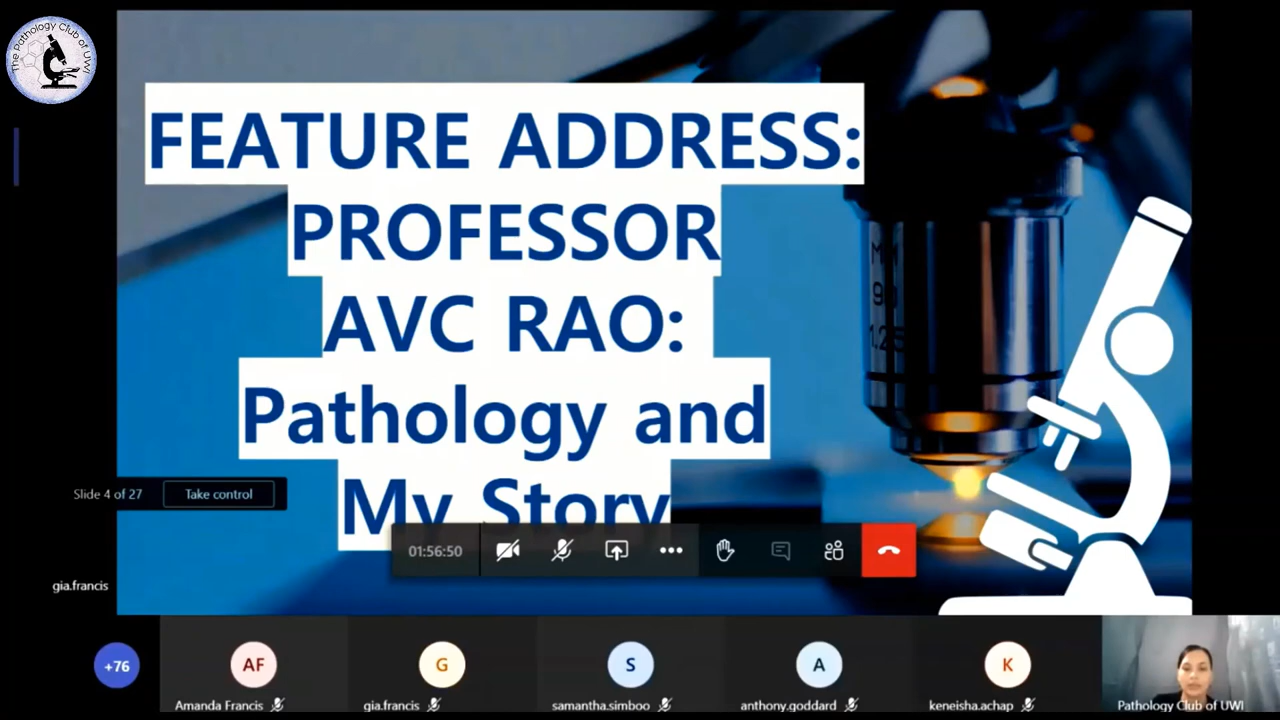 The Pathology Club of UWI
FEATURE ADDRESS:
PROFESSOR
AVC RAO:
Pathology and
My Story
Slide 4 of 27
Take control
01:56:50
gia.francis
+76
AF
G
S
A
K
Amanda Francis
gia.francis
samantha.simboo
anthony.goddard
keneisha.achap
Pathology Club of UWI